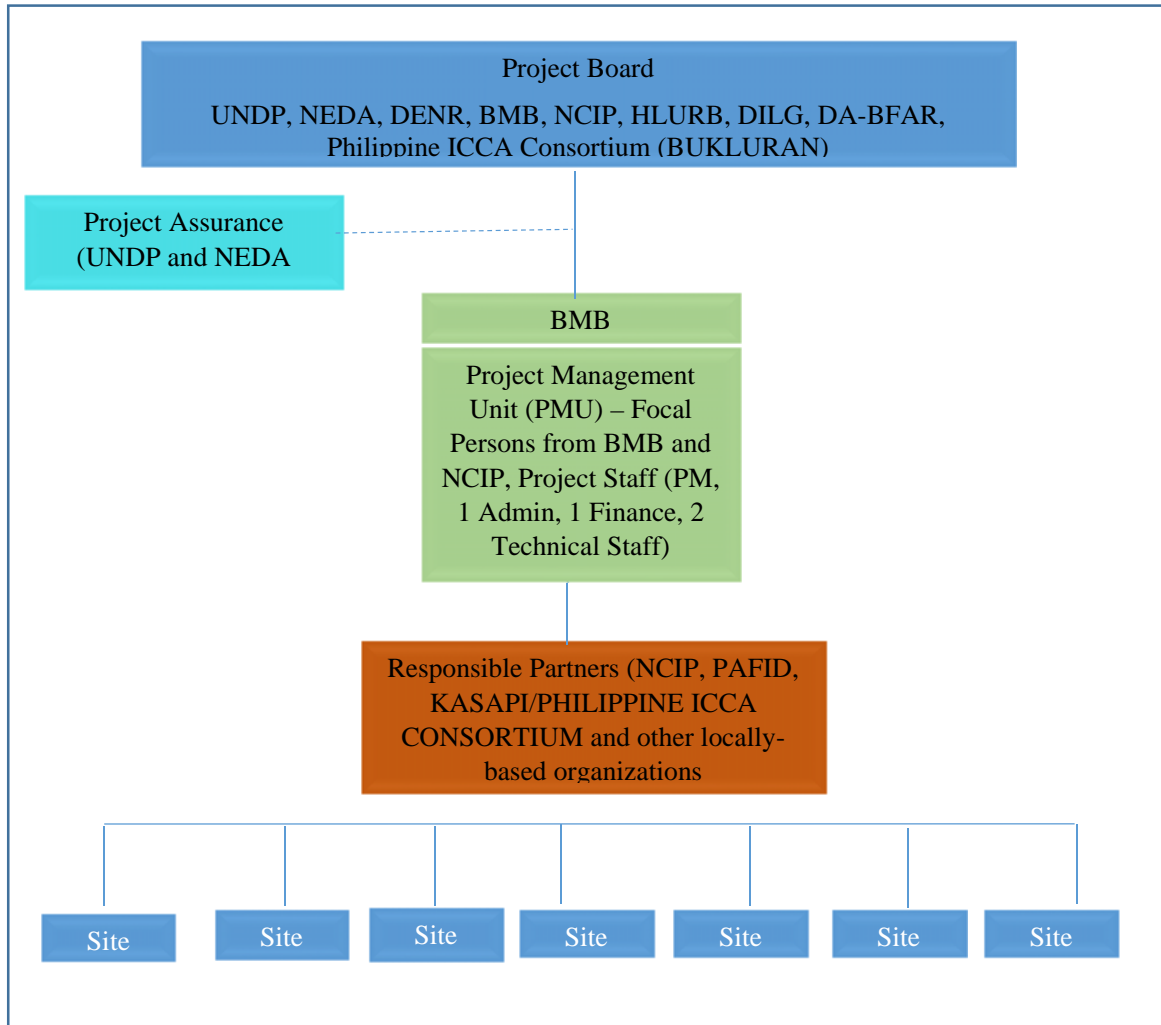 Project Board
UNDP, NEDA, DENR, BMB, NCIP, HLURB, DILG, DA-BFAR,
Philippine ICCA Consortium (BUKLURAN)
Project Assurance
(UNDP and NEDA
BMB
Project Management
Unit (PMU) – Focal
Persons from BMB and
NCIP, Project Staff (PM,
1 Admin, 1 Finance, 2
Technical Staff)
Responsible Partners (NCIP, PAFID,
KASAPI/PHILIPPINE ICCA
CONSORTIUM and other locally-
based organizations
Site
Site
Site
Site
Site
Site
Site